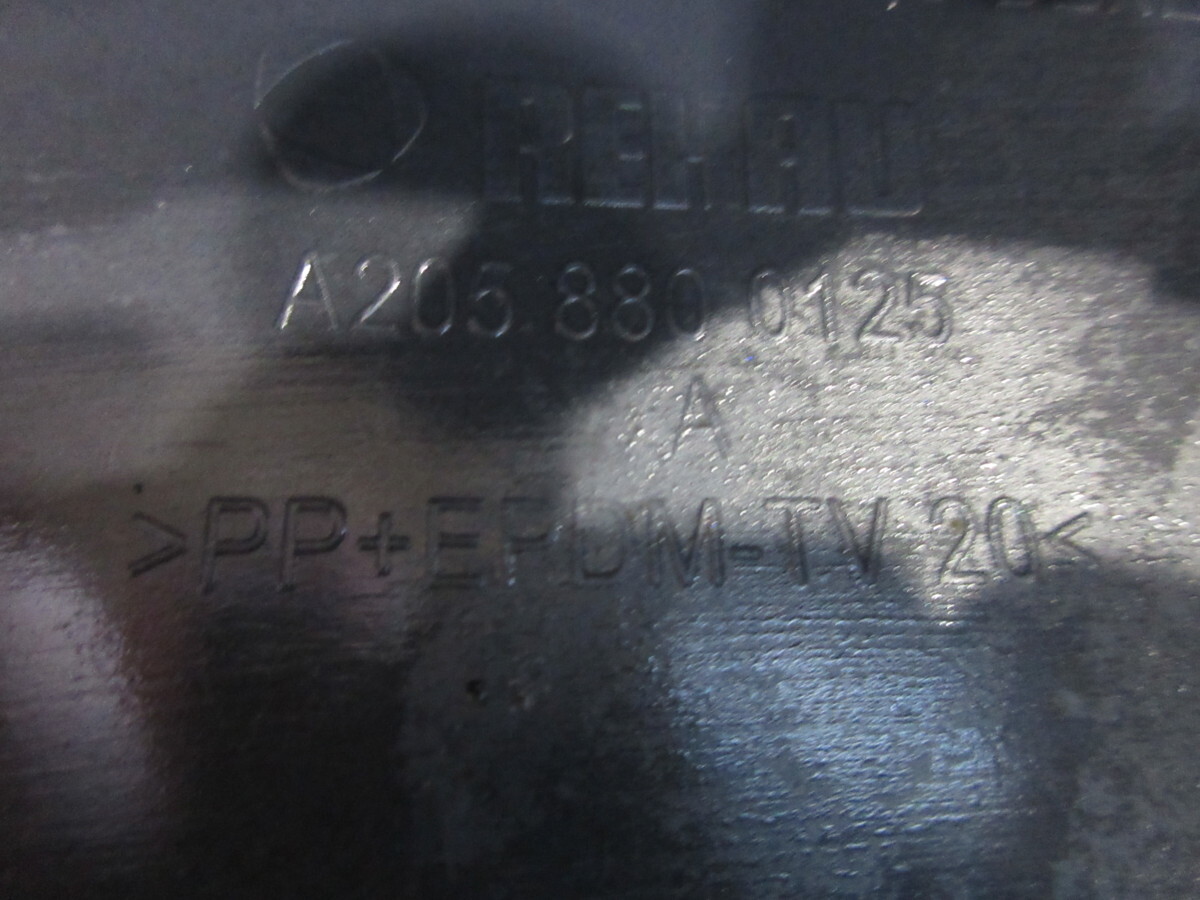 REHAU
A205 880 0125
A
>PP+EPDM-TV 20<